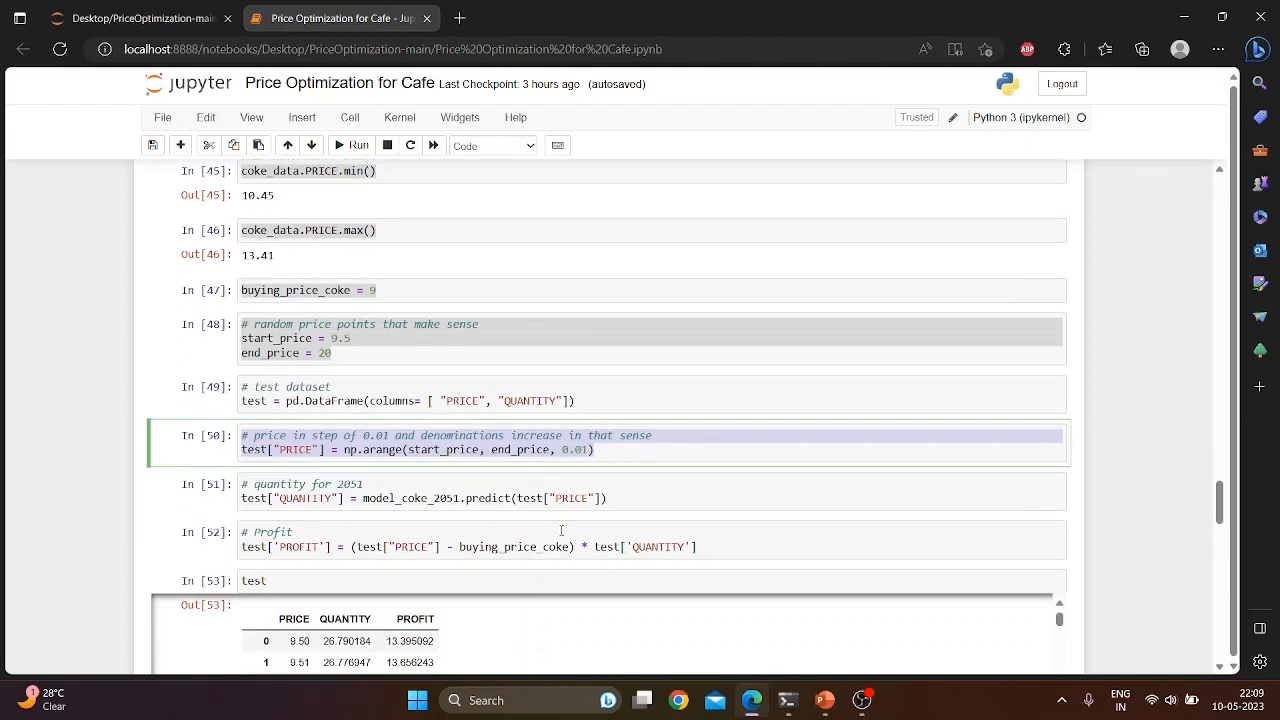 Desktop/PriceOptimization-main
Price Optimization for Cafe - Jup
localhost:8888/notebooks/Desktop/PriceOptimization-main/Price%20Optimization%20for%20Cafe.ipynb
ABP
jupyter Price Optimization for Cafe Last Checkpoint: 3 hours ago (autosaved)
Logout
File Edit View Insert Cell Kernel Widgets Help
Trusted
Python 3 (ipykernel)
Run
Code
In [45]: coke_data.PRICE.min()
Out[45]: 10.45
In [46]: coke_data.PRICE.max()
Out[46]: 13.41
In [47]: buying_price_coke = 9
In [48]: # random price points that make sense
start_price = 9.5
end_price = 20
In [49]: # test dataset
test = pd.DataFrame(columns= [ "PRICE", "QUANTITY"])
In [50]: # price in step of 0.01 and denominations increase in that sense
test["PRICE"] = np.arange(start_price, end_price, 0.01)
In [51]: # quantity for 2051
test["QUANTITY"] = model_coke_2051.predict(test["PRICE"])
In [52]: # Profit
test['PROFIT'] = (test["PRICE"] - buying_price_coke) * test['QUANTITY']
In [53]: test
Out[53]:
PRICE QUANTITY PROFIT
0 9.50 26.790184 13.395092
1 9.51 26.776947 13.656243
1
28°C
Clear
Search
ENG
IN
22:09
10-05-2023